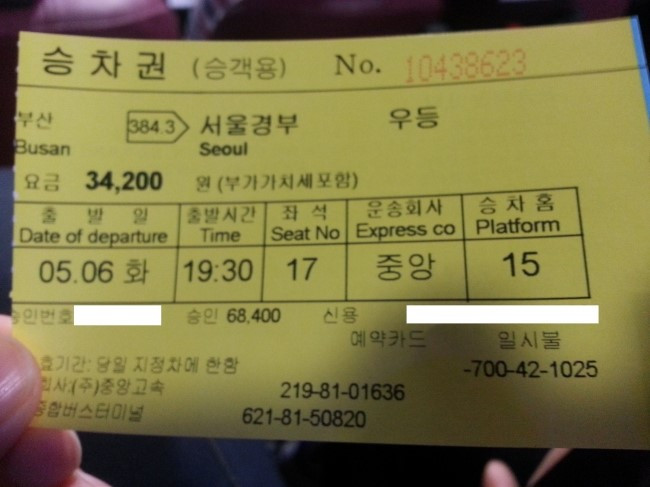 승차권 (승객용) No. 10438623
부산 384.3 서울경부 우등
Busan Seoul
요금 34,200 원 (부가가치세포함)
출 발 일 출발시간 좌 석 운송회사 승 차 홈
Date of departure Time Seat No Express co Platform
05.06 화 19:30 17 중앙 15
승인번호 승인 68,400 신용
예약카드 일시불
효기간: 당일 지정차에 한함 -700-42-1025
회사:(주)중앙고속 219-81-01636
종합버스터미널 621-81-50820